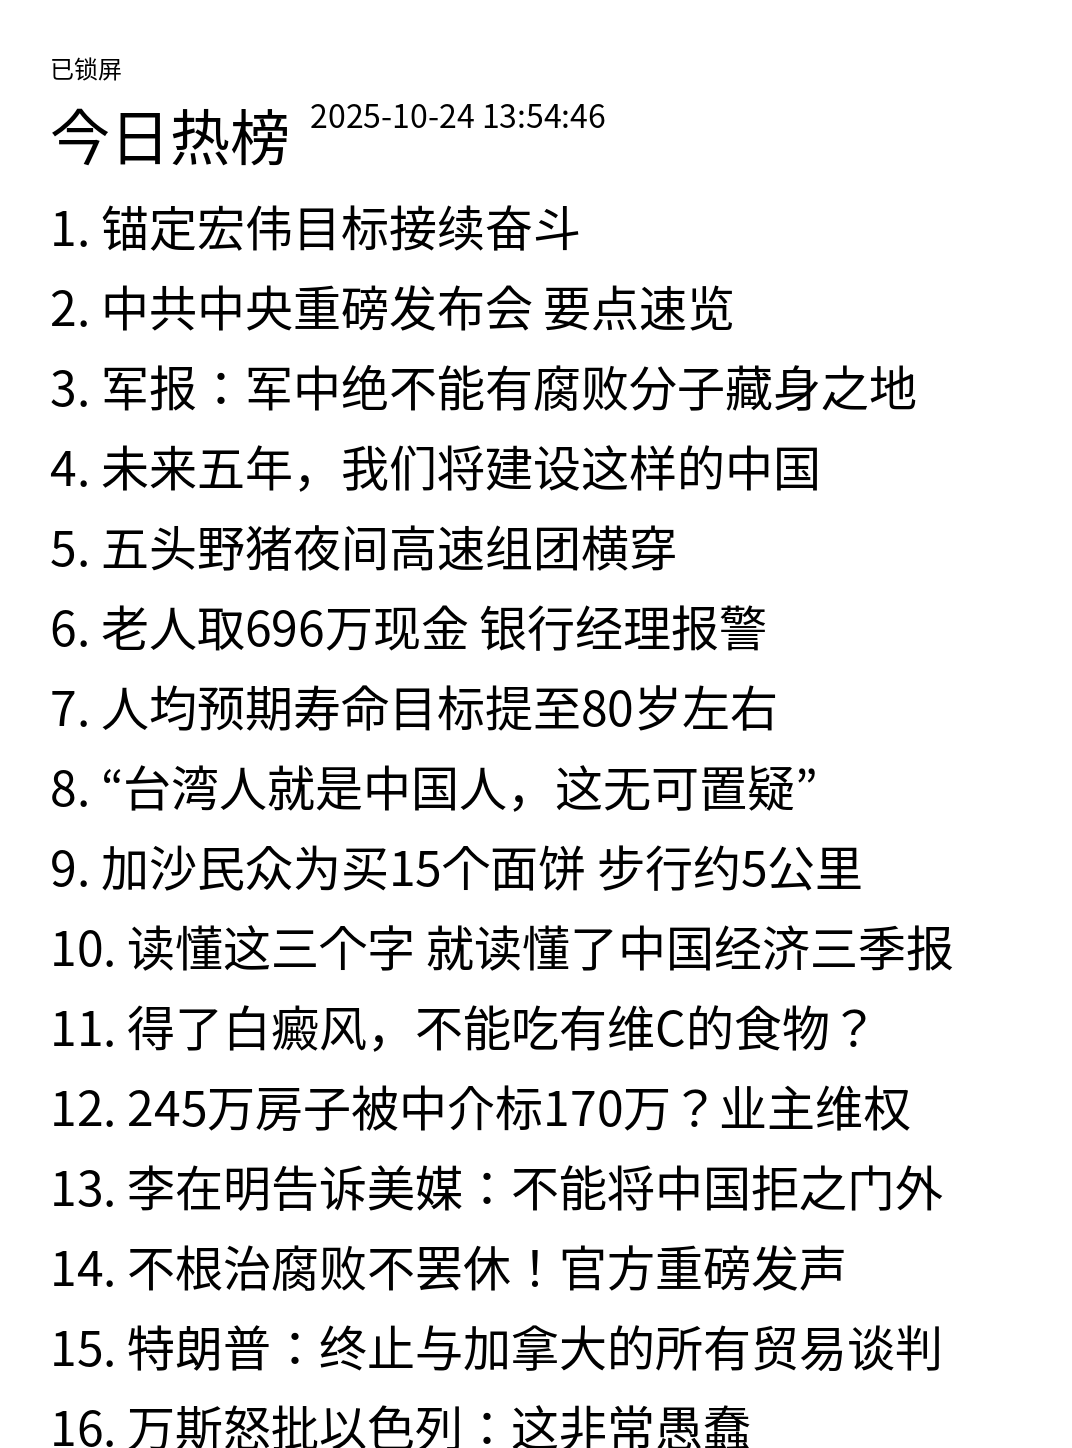 已锁屏
今日热榜 2025-10-24 13:54:46
1. 锚定宏伟目标接续奋斗
2. 中共中央重磅发布会 要点速览
3. 军报：军中绝不能有腐败分子藏身之地
4. 未来五年，我们将建设这样的中国
5. 五头野猪夜间高速组团横穿
6. 老人取696万现金 银行经理报警
7. 人均预期寿命目标提至80岁左右
8. “台湾人就是中国人，这无可置疑”
9. 加沙民众为买15个面饼 步行约5公里
10. 读懂这三个字 就读懂了中国经济三季报
11. 得了白癜风，不能吃有维C的食物？
12. 245万房子被中介标170万？业主维权
13. 李在明告诉美媒：不能将中国拒之门外
14. 不根治腐败不罢休！官方重磅发声
15. 特朗普：终止与加拿大的所有贸易谈判
16. 万斯怒批以色列：这非常愚蠢